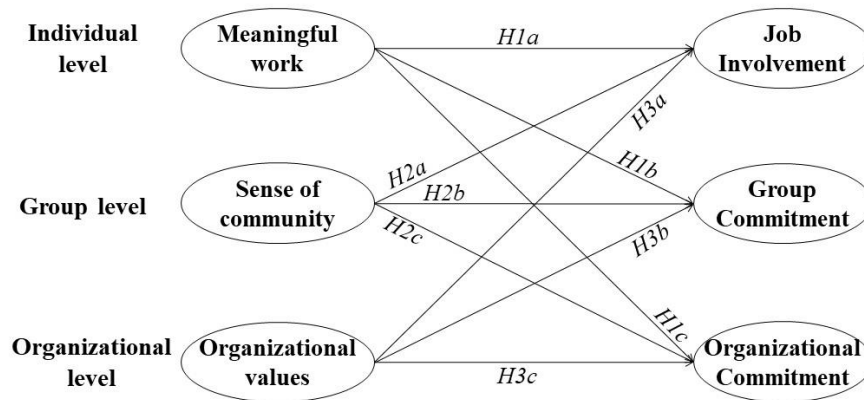 Individual
level
Meaningful
work
H1a
Job
Involvement
H3a
H1b
Group level
Sense of
community
H2a
H2b
H2c
Group
Commitment
H3b
H1c
Organizational
level
Organizational
values
H3c
Organizational
Commitment